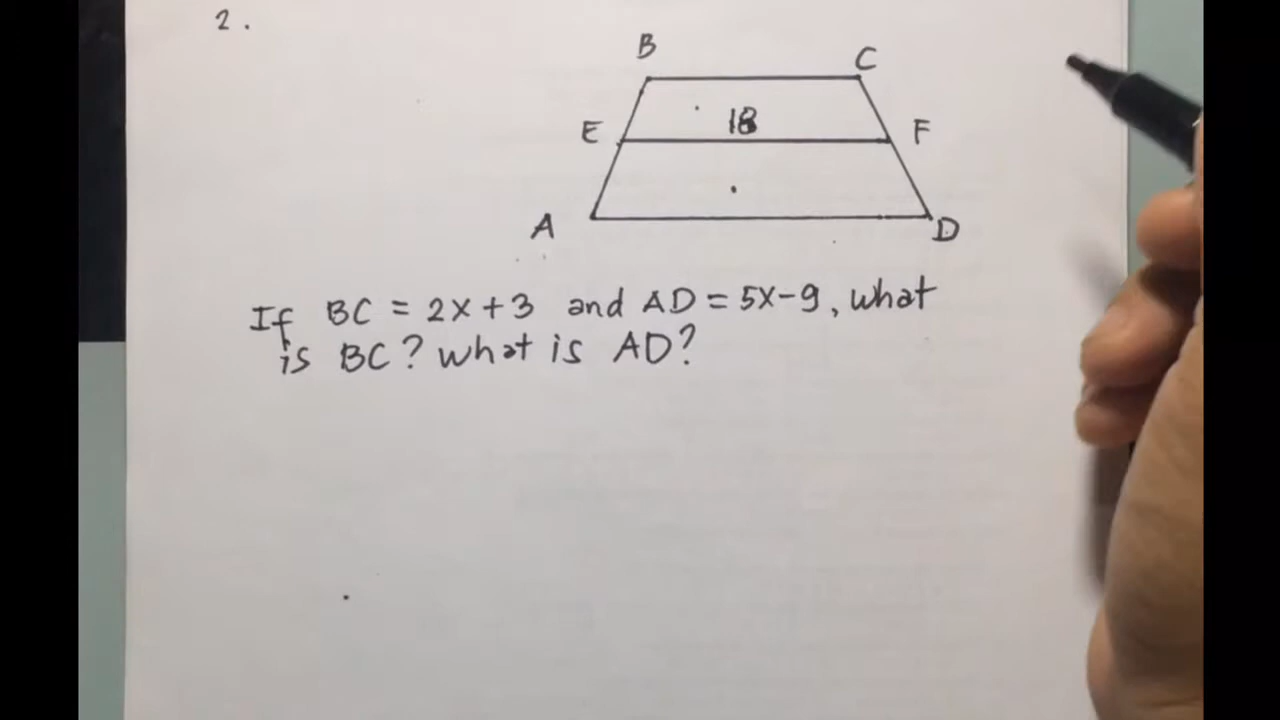 2.
B
C
18
E
F
A
D
If BC = 2x + 3 and AD = 5x - 9, what
is BC? what is AD?